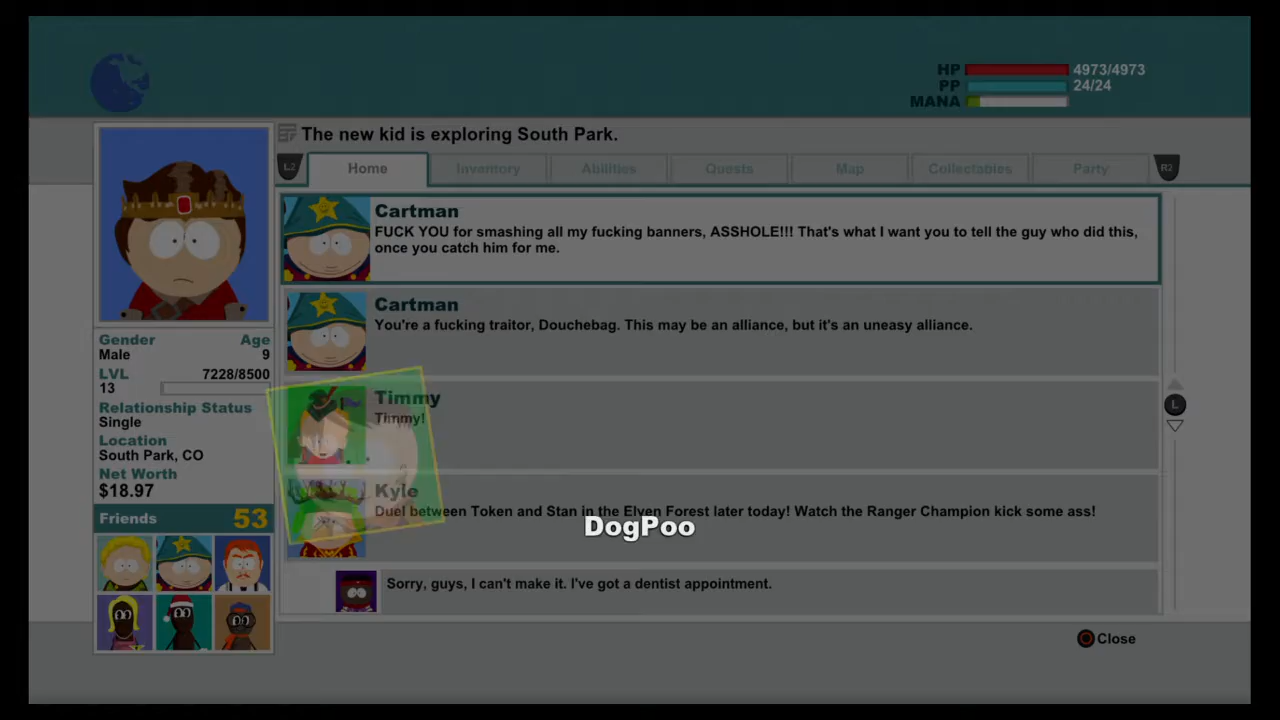 HP 4973/4973
PP 24/24
MANA
The new kid is exploring South Park.
L2 Home Inventory Abilities Quests Map Collectables Party R2
Cartman
FUCK YOU for smashing all my fucking banners, ASSHOLE!!! That's what I want you to tell the guy who did this,
once you catch him for me.
Cartman
You're a fucking traitor, Douchebag. This may be an alliance, but it's an uneasy alliance.
Gender Age
Male 9
LVL 7228/8500
13
Relationship Status
Single
Location
South Park, CO
Net Worth
$18.97
Friends 53
Timmy
Timmy!
L
Kyle
Duel between Token and Stan in the Elven Forest later today! Watch the Ranger Champion kick some ass!
DogPoo
Sorry, guys, I can't make it. I've got a dentist appointment.
Close